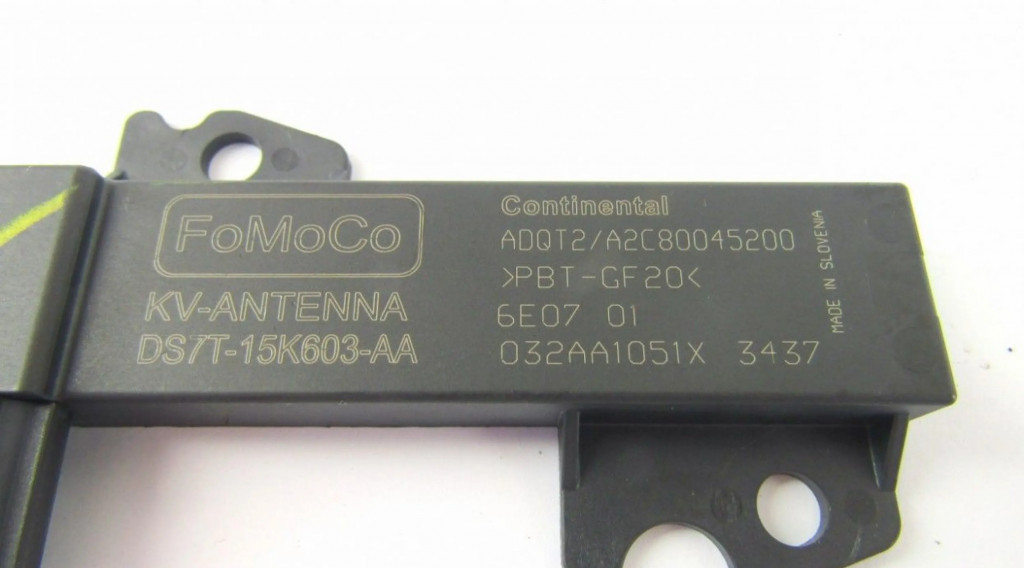 FoMoCo
KV-ANTENNA
DS7T-15K603-AA
Continental
ADQT2/A2C80045200
>PBT-GF20<
6E07 01
032AA1051X 3437
MADE IN SLOVENIA